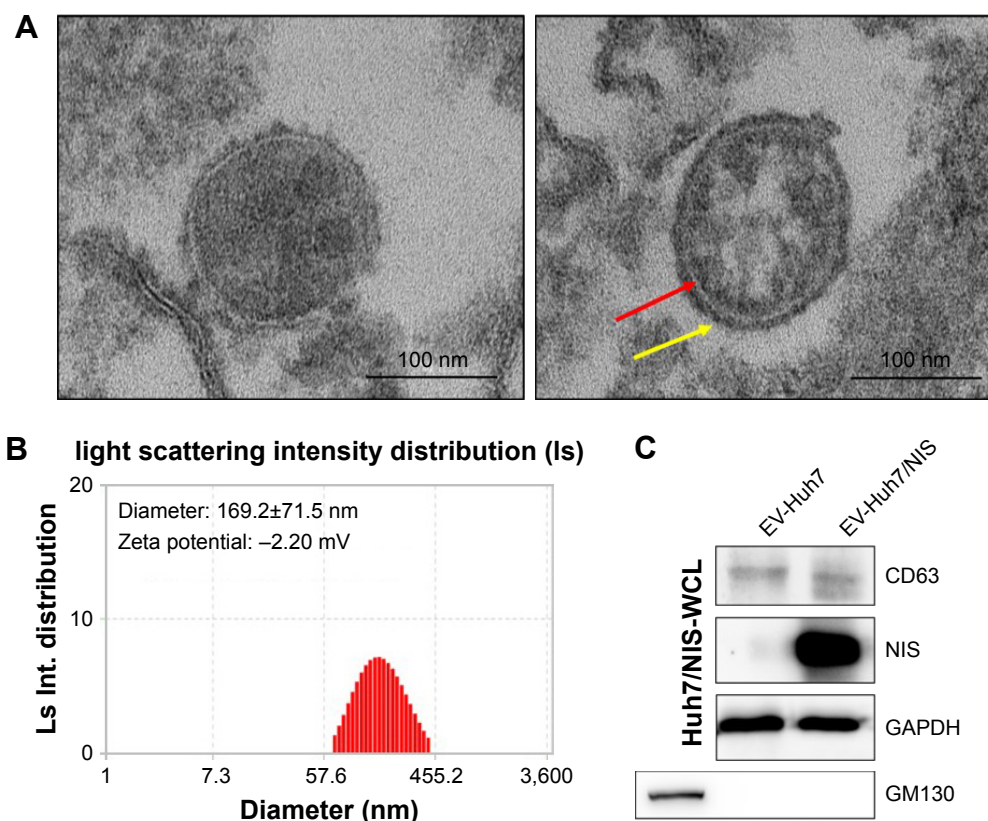 A
100 nm
100 nm
B
light scattering intensity distribution (ls)
Ls Int. distribution
20
10
0
Diameter: 169.2±71.5 nm
Zeta potential: –2.20 mV
1
7.3
57.6
455.2
3,600
Diameter (nm)
C
Huh7/NIS-WCL
EV-Huh7
EV-Huh7/NIS
CD63
NIS
GAPDH
GM130